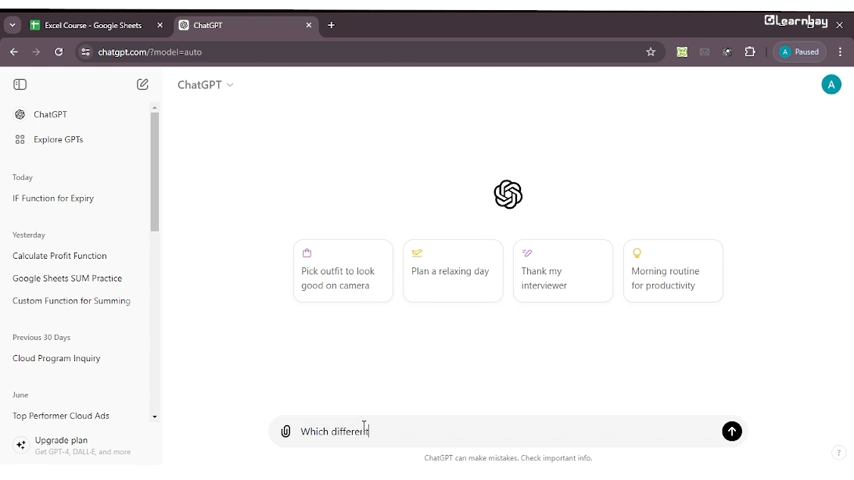 Excel Course - Google Sheets
ChatGPT
Learnbay
chatgpt.com/?model=auto
A
Paused
ChatGPT
A
ChatGPT
Explore GPTs
Today
IF Function for Expiry
Yesterday
Calculate Profit Function
Google Sheets SUM Practice
Custom Function for Summing
Previous 30 Days
Cloud Program Inquiry
June
Top Performer Cloud Ads
Upgrade plan
Get GPT-4, DALL·E, and more
Pick outfit to look
good on camera
Plan a relaxing day
Thank my
interviewer
Morning routine
for productivity
Which different
ChatGPT can make mistakes. Check important info.
?